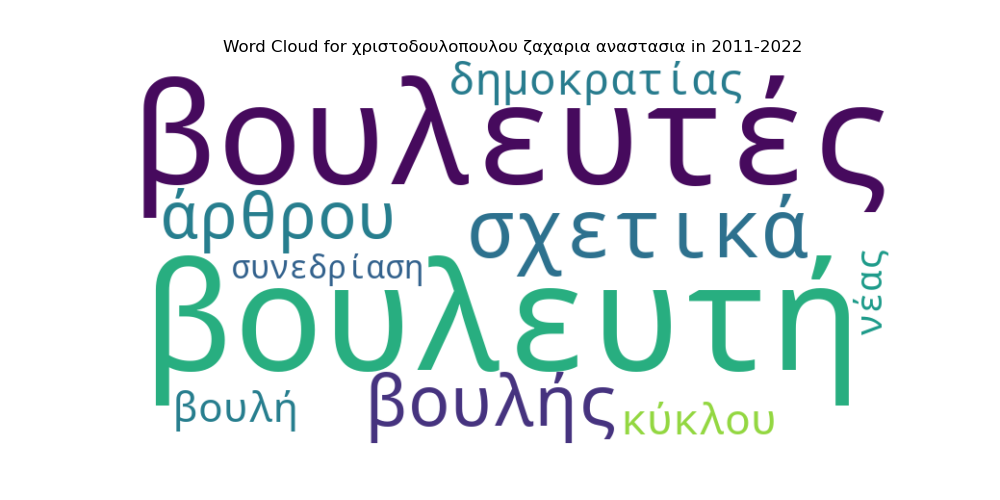 Word Cloud for χριστοδουλοπουλου ζαχαρια αναστασια in 2011-2022
δημοκρατίας
βουλευτές
άρθρου
σχετικά
συνεδρίαση
νέας
βουλευτή
βουλή
βουλής
κύκλου